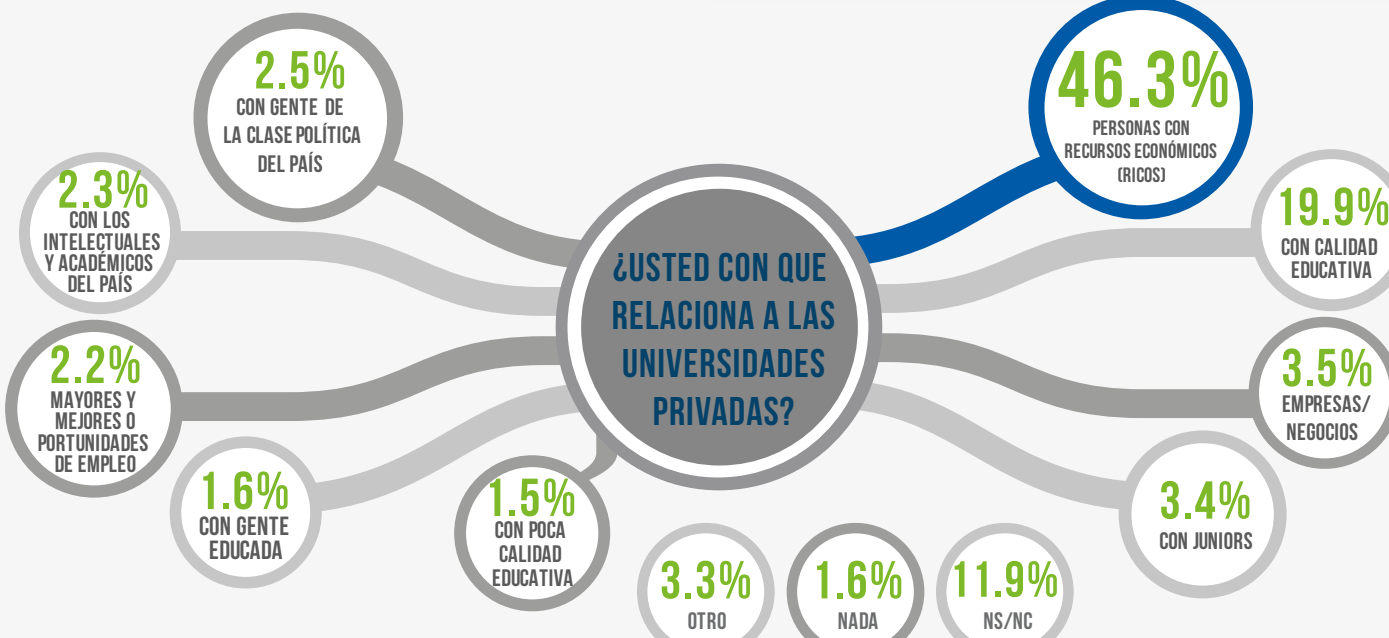 2.5%
CON GENTE DE
LA CLASE POLÍTICA
DEL PAÍS
46.3%
PERSONAS CON
RECURSOS ECONÓMICOS
(RICOS)
2.3%
CON LOS
INTELECTUALES
Y ACADÉMICOS
DEL PAÍS
19.9%
CON CALIDAD
EDUCATIVA
¿USTED CON QUE
RELACIONA A LAS
UNIVERSIDADES
PRIVADAS?
2.2%
MAYORES Y
MEJORES O
PORTUNIDADES
DE EMPLEO
3.5%
EMPRESAS/
NEGOCIOS
1.6%
CON GENTE
EDUCADA
1.5%
CON POCA
CALIDAD
EDUCATIVA
3.4%
CON JUNIORS
3.3%
OTRO
1.6%
NADA
11.9%
NS/NC